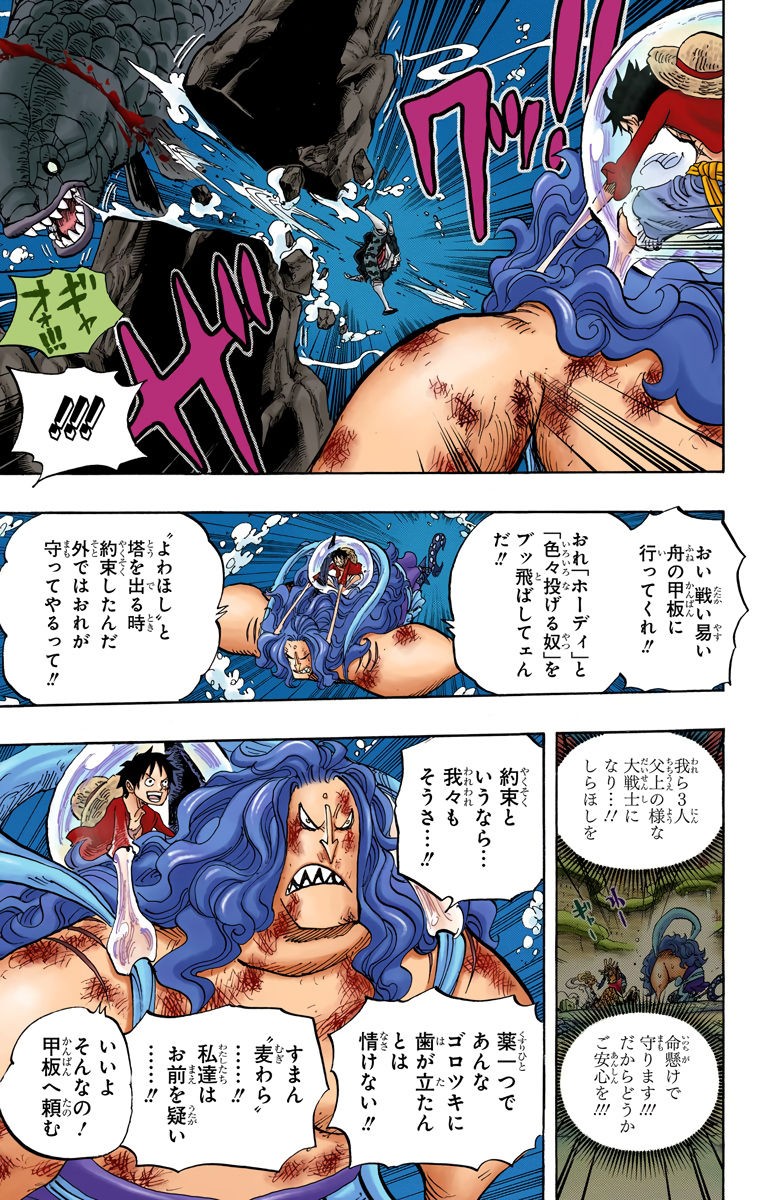 ワッ!!
ザ
ギャ
オォ!!!
!!!!
おい 戦い易い
舟の甲板に
行ってくれ!!
おれ「ホーディ」と
「色々投げる奴」を
ブッ飛ばしてェん
だ!!
〝よわほし〟と
塔を出る時
約束したんだ
外ではおれが
守ってやるって!!
我ら3人
父上の様な
大戦士に
なり…!!
しらほしを
命懸けで
守ります!!!
だからどうか
ご安心を!!!
約束と
いうなら…
我々も
そうさ…!!
薬一つで
あんな
ゴロツキに
歯が立たん
とは
情けない!!
すまん
〝麦わら〟
……!!
私達は
お前を疑い
……!!
いいよ
そんなの!
甲板へ頼む